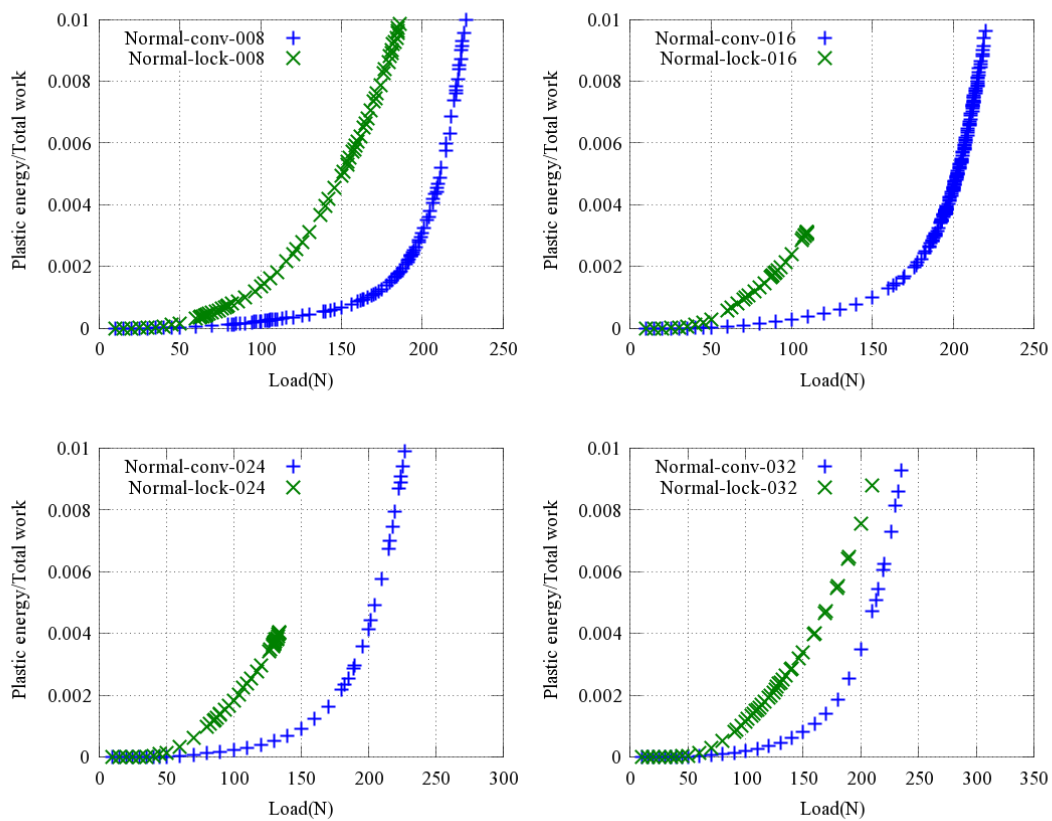 0.01
0.008
0.006
0.004
0.002
0
Plastic energy/Total work
Normal-conv-008
Normal-lock-008
0 50 100 150 200 250
Load(N)
0.01
0.008
0.006
0.004
0.002
0
Plastic energy/Total work
Normal-conv-016
Normal-lock-016
0 50 100 150 200 250
Load(N)
0.01
0.008
0.006
0.004
0.002
0
Plastic energy/Total work
Normal-conv-024
Normal-lock-024
0 50 100 150 200 250 300
Load(N)
0.01
0.008
0.006
0.004
0.002
0
Plastic energy/Total work
Normal-conv-032
Normal-lock-032
0 50 100 150 200 250 300 350
Load(N)